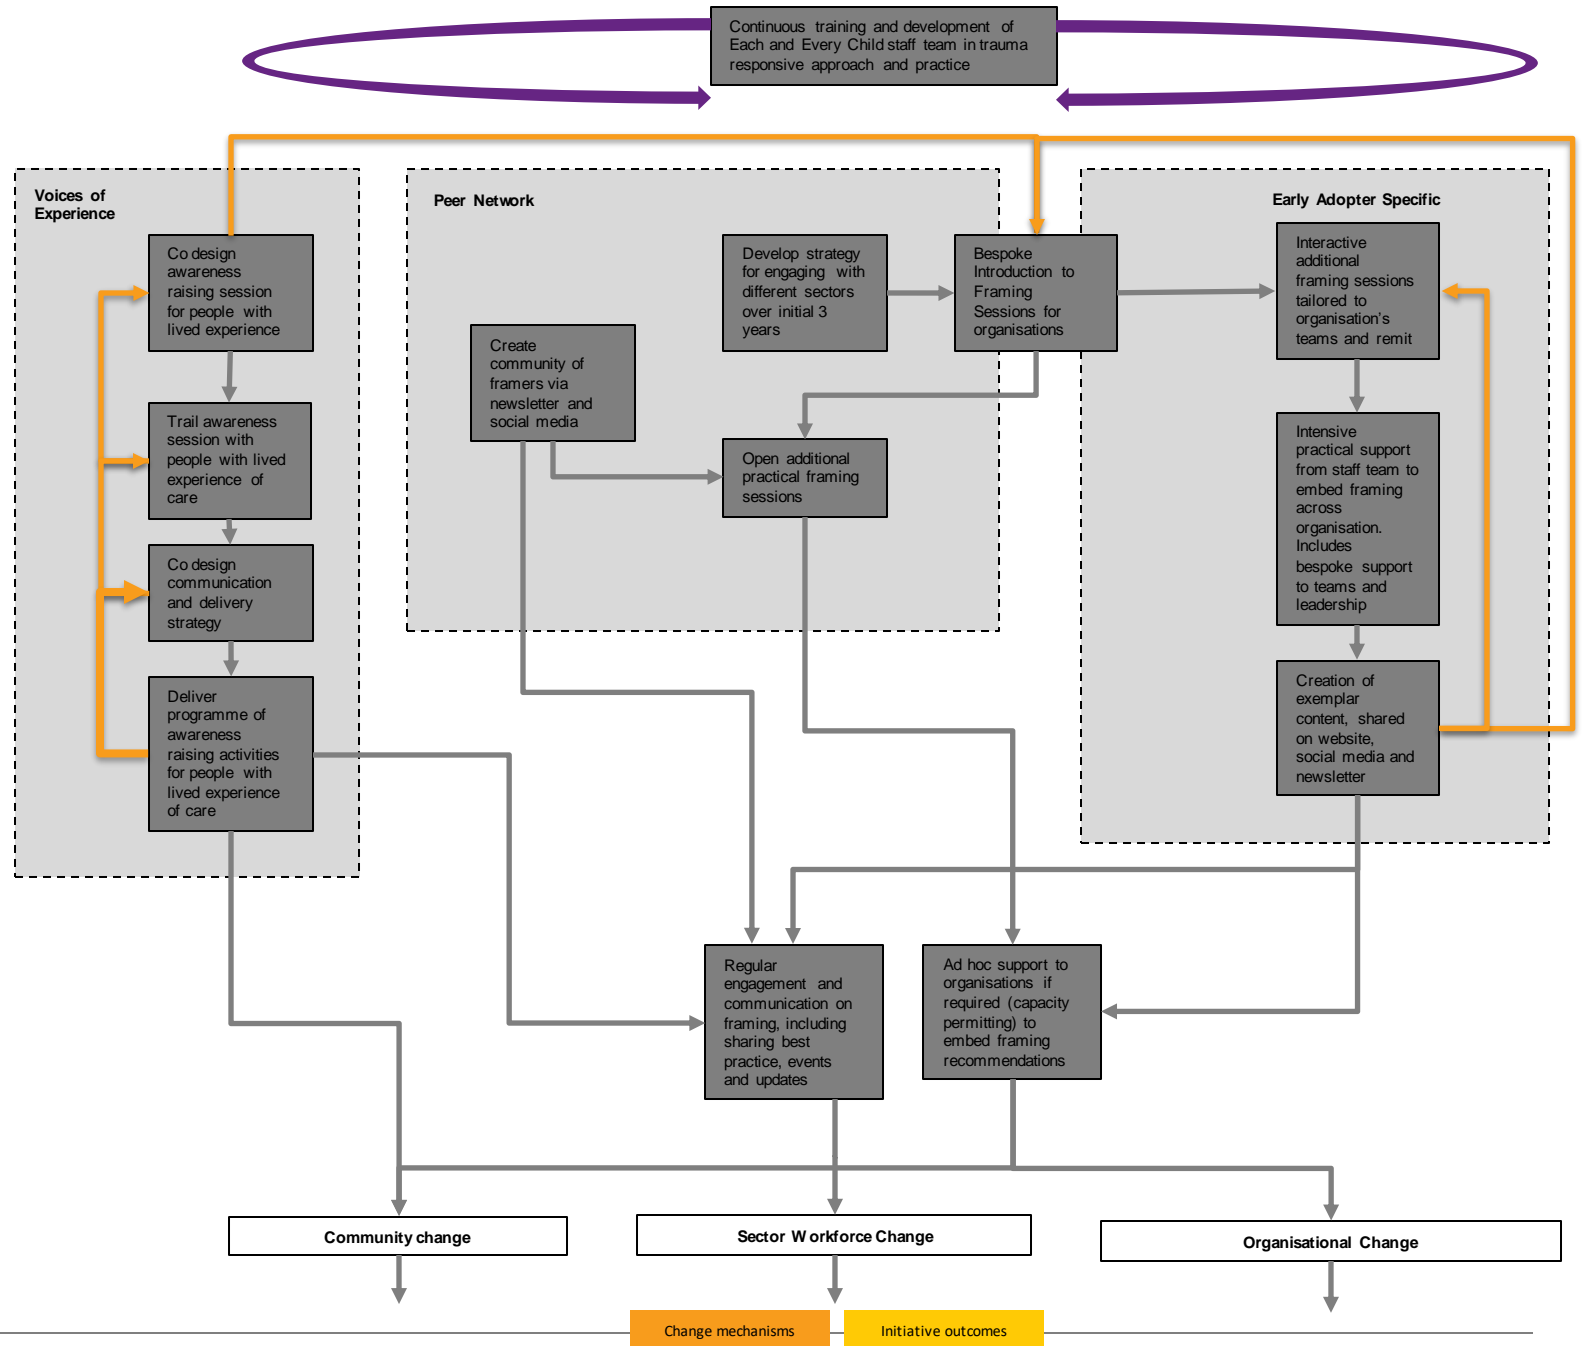 Continuous training and development of
Each and Every Child staff team in trauma
responsive approach and practice
Voices of
Experience
Co design
awareness
raising session
for people with
lived experience
Trail awareness
session with
people with lived
experience of
care
Co design
communication
and delivery
strategy
Deliver
programme of
awareness
raising activities
for people with
lived experience
of care
Peer Network
Create
community of
framers via
newsletter and
social media
Develop strategy
for engaging with
different sectors
over initial 3
years
Bespoke
Introduction to
Framing
Sessions for
organisations
Open additional
practical framing
sessions
Early Adopter Specific
Interactive
additional
framing sessions
tailored to
organisation's
teams and remit
Intensive
practical support
from staff team to
embed framing
across
organisation.
Includes
bespoke support
to teams and
leadership
Creation of
exemplar
content, shared
on website,
social media and
newsletter
Regular
engagement and
communication on
framing, including
sharing best
practice, events
and updates
Ad hoc support to
organisations if
required (capacity
permitting) to
embed framing
recommendations
Community change
Sector Workforce Change
Organisational Change
Change mechanisms
Initiative outcomes